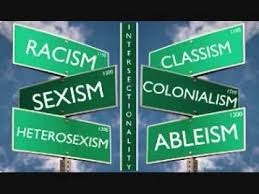 RACISM
SEXISM
HETEROSEXISM
INTERSECTIONALITY
CLASSISM
COLONIALISM
ABLEISM